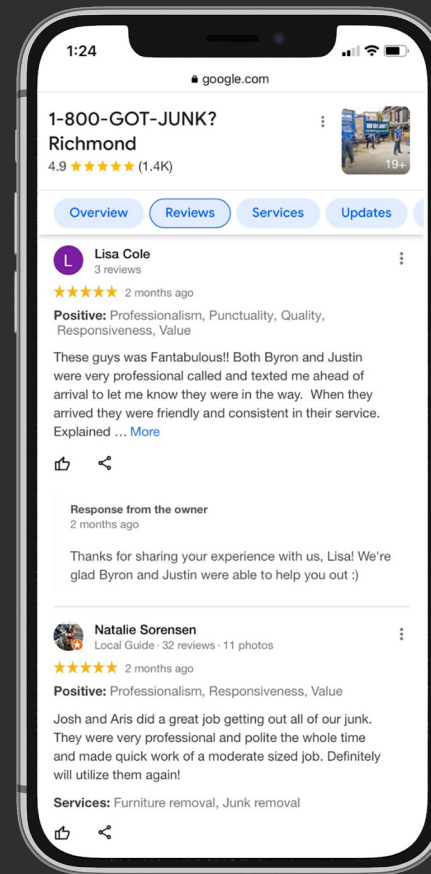 1:24
google.com
1-800-GOT-JUNK?
Richmond
4.9 ★★★★★ (1.4K)
19+
Overview Reviews Services Updates
L
Lisa Cole
3 reviews
★★★★★ 2 months ago
Positive: Professionalism, Punctuality, Quality,
Responsiveness, Value
These guys was Fantabulous!! Both Byron and Justin
were very professional called and texted me ahead of
arrival to let me know they were in the way. When they
arrived they were friendly and consistent in their service.
Explained ... More
Response from the owner
2 months ago
Thanks for sharing your experience with us, Lisa! We're
glad Byron and Justin were able to help you out :)
Natalie Sorensen
Local Guide · 32 reviews · 11 photos
★★★★★ 2 months ago
Positive: Professionalism, Responsiveness, Value
Josh and Aris did a great job getting out all of our junk.
They were very professional and polite the whole time
and made quick work of a moderate sized job. Definitely
will utilize them again!
Services: Furniture removal, Junk removal